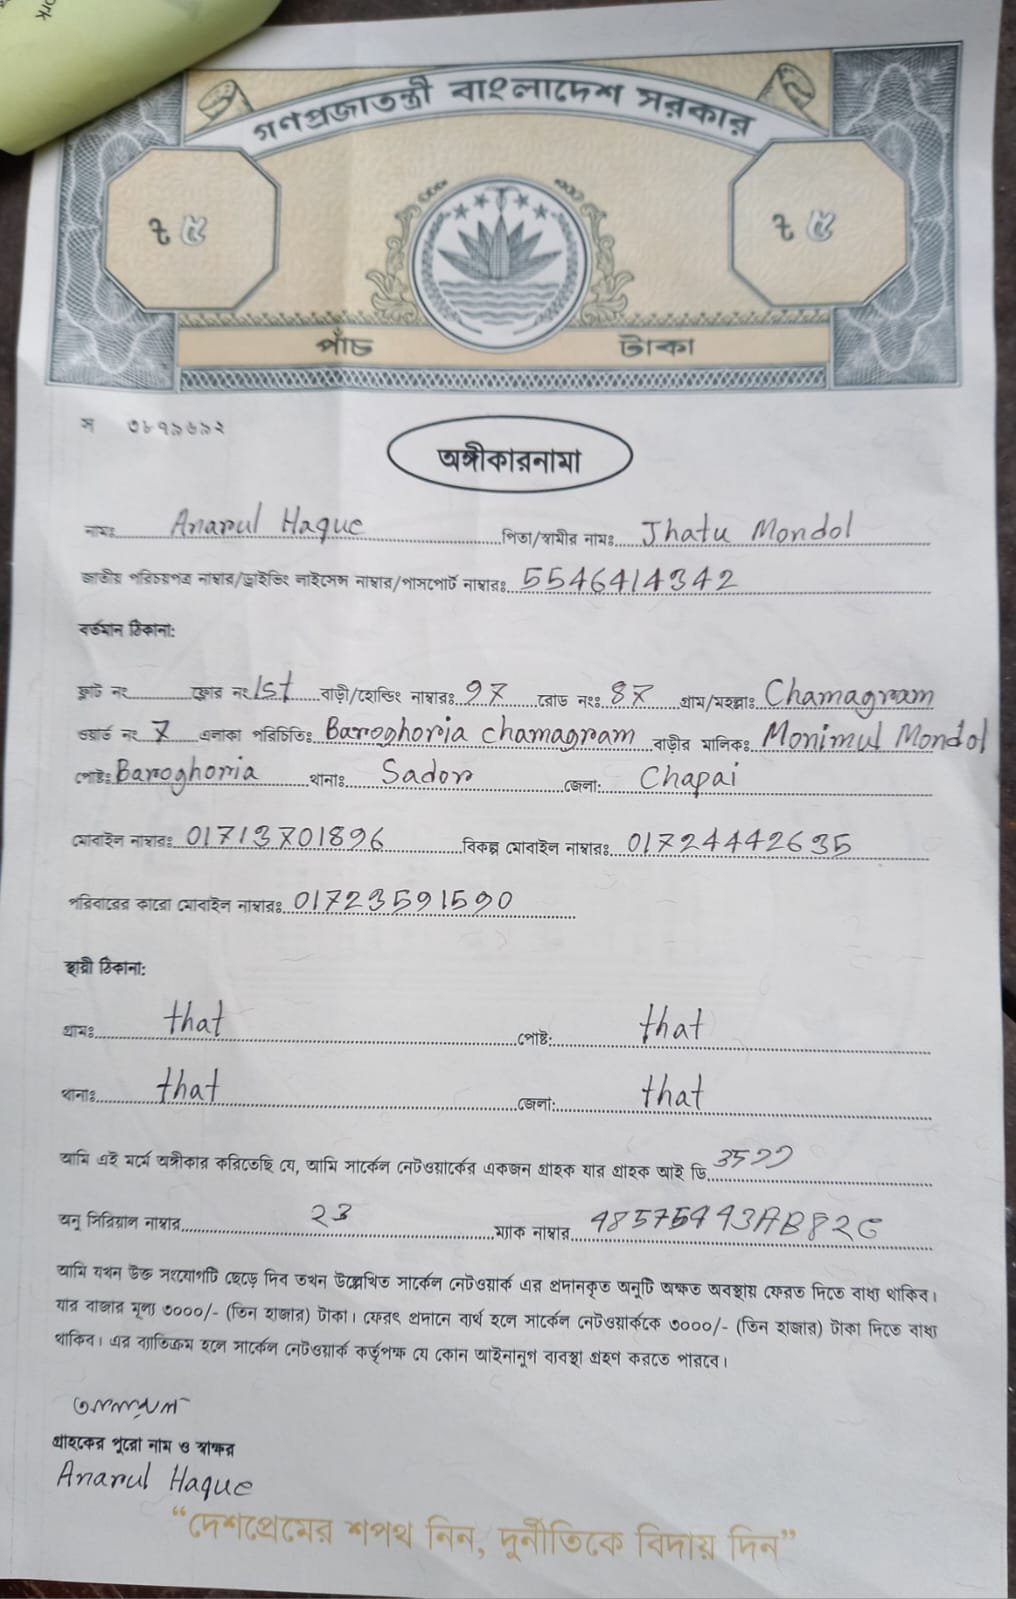 গণপ্রজাতন্ত্রী বাংলাদেশ সরকার
৳ ৫ ৳ ৫
পাঁচ টাকা
স ৩৮৭৯৬৯২
অঙ্গীকারনামা
নামঃ Anarul Haque পিতা/স্বামীর নামঃ Jhatu Mondol
জাতীয় পরিচয়পত্র নাম্বার/ড্রাইভিং লাইসেন্স নাম্বার/পাসপোর্ট নাম্বারঃ 5546414342
বর্তমান ঠিকানা:
ফ্লাট নং ফ্লোর নং 1st বাড়ী/হোল্ডিং নাম্বারঃ 97 রোড নংঃ 87 গ্রাম/মহল্লাঃ Chamagram
ওয়ার্ড নং 7 এলাকা পরিচিতিঃ Baroghoria chamagram বাড়ীর মালিকঃ Monimul Mondol
পোষ্টঃ Baroghoria থানাঃ Sador জেলা: Chapai
মোবাইল নাম্বারঃ 01713701896 বিকল্প মোবাইল নাম্বারঃ 01724442635
পরিবারের কারো মোবাইল নাম্বারঃ 01723591590
স্থায়ী ঠিকানা:
গ্রামঃ that পোষ্ট: that
থানাঃ that জেলা: that
আমি এই মর্মে অঙ্গীকার করিতেছি যে, আমি সার্কেল নেটওয়ার্কের একজন গ্রাহক যার গ্রাহক আই ডি
অনু সিরিয়াল নাম্বার 23 ম্যাক নাম্বার
আমি যখন উক্ত সংযোগটি ছেড়ে দিব তখন উল্লেখিত সার্কেল নেটওয়ার্ক এর প্রদানকৃত অনুটি অক্ষত অবস্থায় ফেরত দিতে বাধ্য থাকিব।
যার বাজার মূল্য ৩০০০/- (তিন হাজার) টাকা। ফেরৎ প্রদানে ব্যর্থ হলে সার্কেল নেটওয়ার্ককে ৩০০০/- (তিন হাজার) টাকা দিতে বাধ্য
থাকিব। এর ব্যতিক্রম হলে সার্কেল নেটওয়ার্ক কর্তৃপক্ষ যে কোন আইনানুগ ব্যবস্থা গ্রহণ করতে পারবে।
গ্রাহকের পুরো নাম ও স্বাক্ষর
Anarul Haque
“দেশপ্রেমের শপথ নিন, দুর্নীতিকে বিদায় দিন”